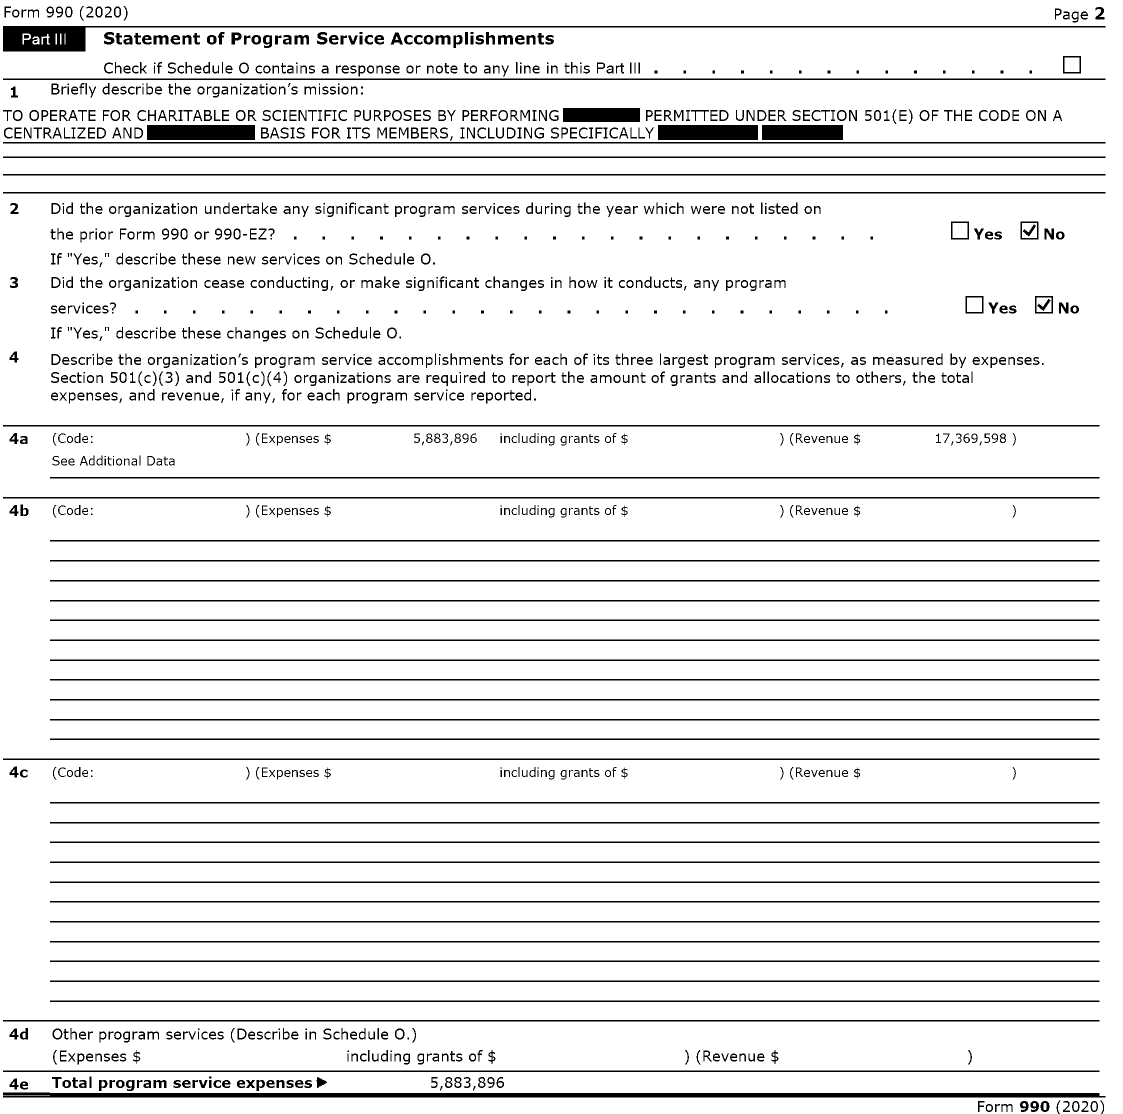 Form 990 (2020) Page 2
Part III Statement of Program Service Accomplishments
Check if Schedule O contains a response or note to any line in this Part III . . . . . . . . . . . . . .
1 Briefly describe the organization's mission:
TO OPERATE FOR CHARITABLE OR SCIENTIFIC PURPOSES BY PERFORMING PERMITTED UNDER SECTION 501(E) OF THE CODE ON A
CENTRALIZED AND BASIS FOR ITS MEMBERS, INCLUDING SPECIFICALLY
2 Did the organization undertake any significant program services during the year which were not listed on
the prior Form 990 or 990-EZ? . . . . . . . . . . . . . . . . . . . . . Yes No
If "Yes," describe these new services on Schedule O.
3 Did the organization cease conducting, or make significant changes in how it conducts, any program
services? . . . . . . . . . . . . . . . . . . . . . . . . . . . Yes No
If "Yes," describe these changes on Schedule O.
4 Describe the organization's program service accomplishments for each of its three largest program services, as measured by expenses.
Section 501(c)(3) and 501(c)(4) organizations are required to report the amount of grants and allocations to others, the total
expenses, and revenue, if any, for each program service reported.
4a (Code: ) (Expenses $ 5,883,896 including grants of $ ) (Revenue $ 17,369,598 )
See Additional Data
4b (Code: ) (Expenses $ including grants of $ ) (Revenue $ )
4c (Code: ) (Expenses $ including grants of $ ) (Revenue $ )
4d Other program services (Describe in Schedule O.)
(Expenses $ including grants of $ ) (Revenue $ )
4e Total program service expenses ▶ 5,883,896
Form 990 (2020)